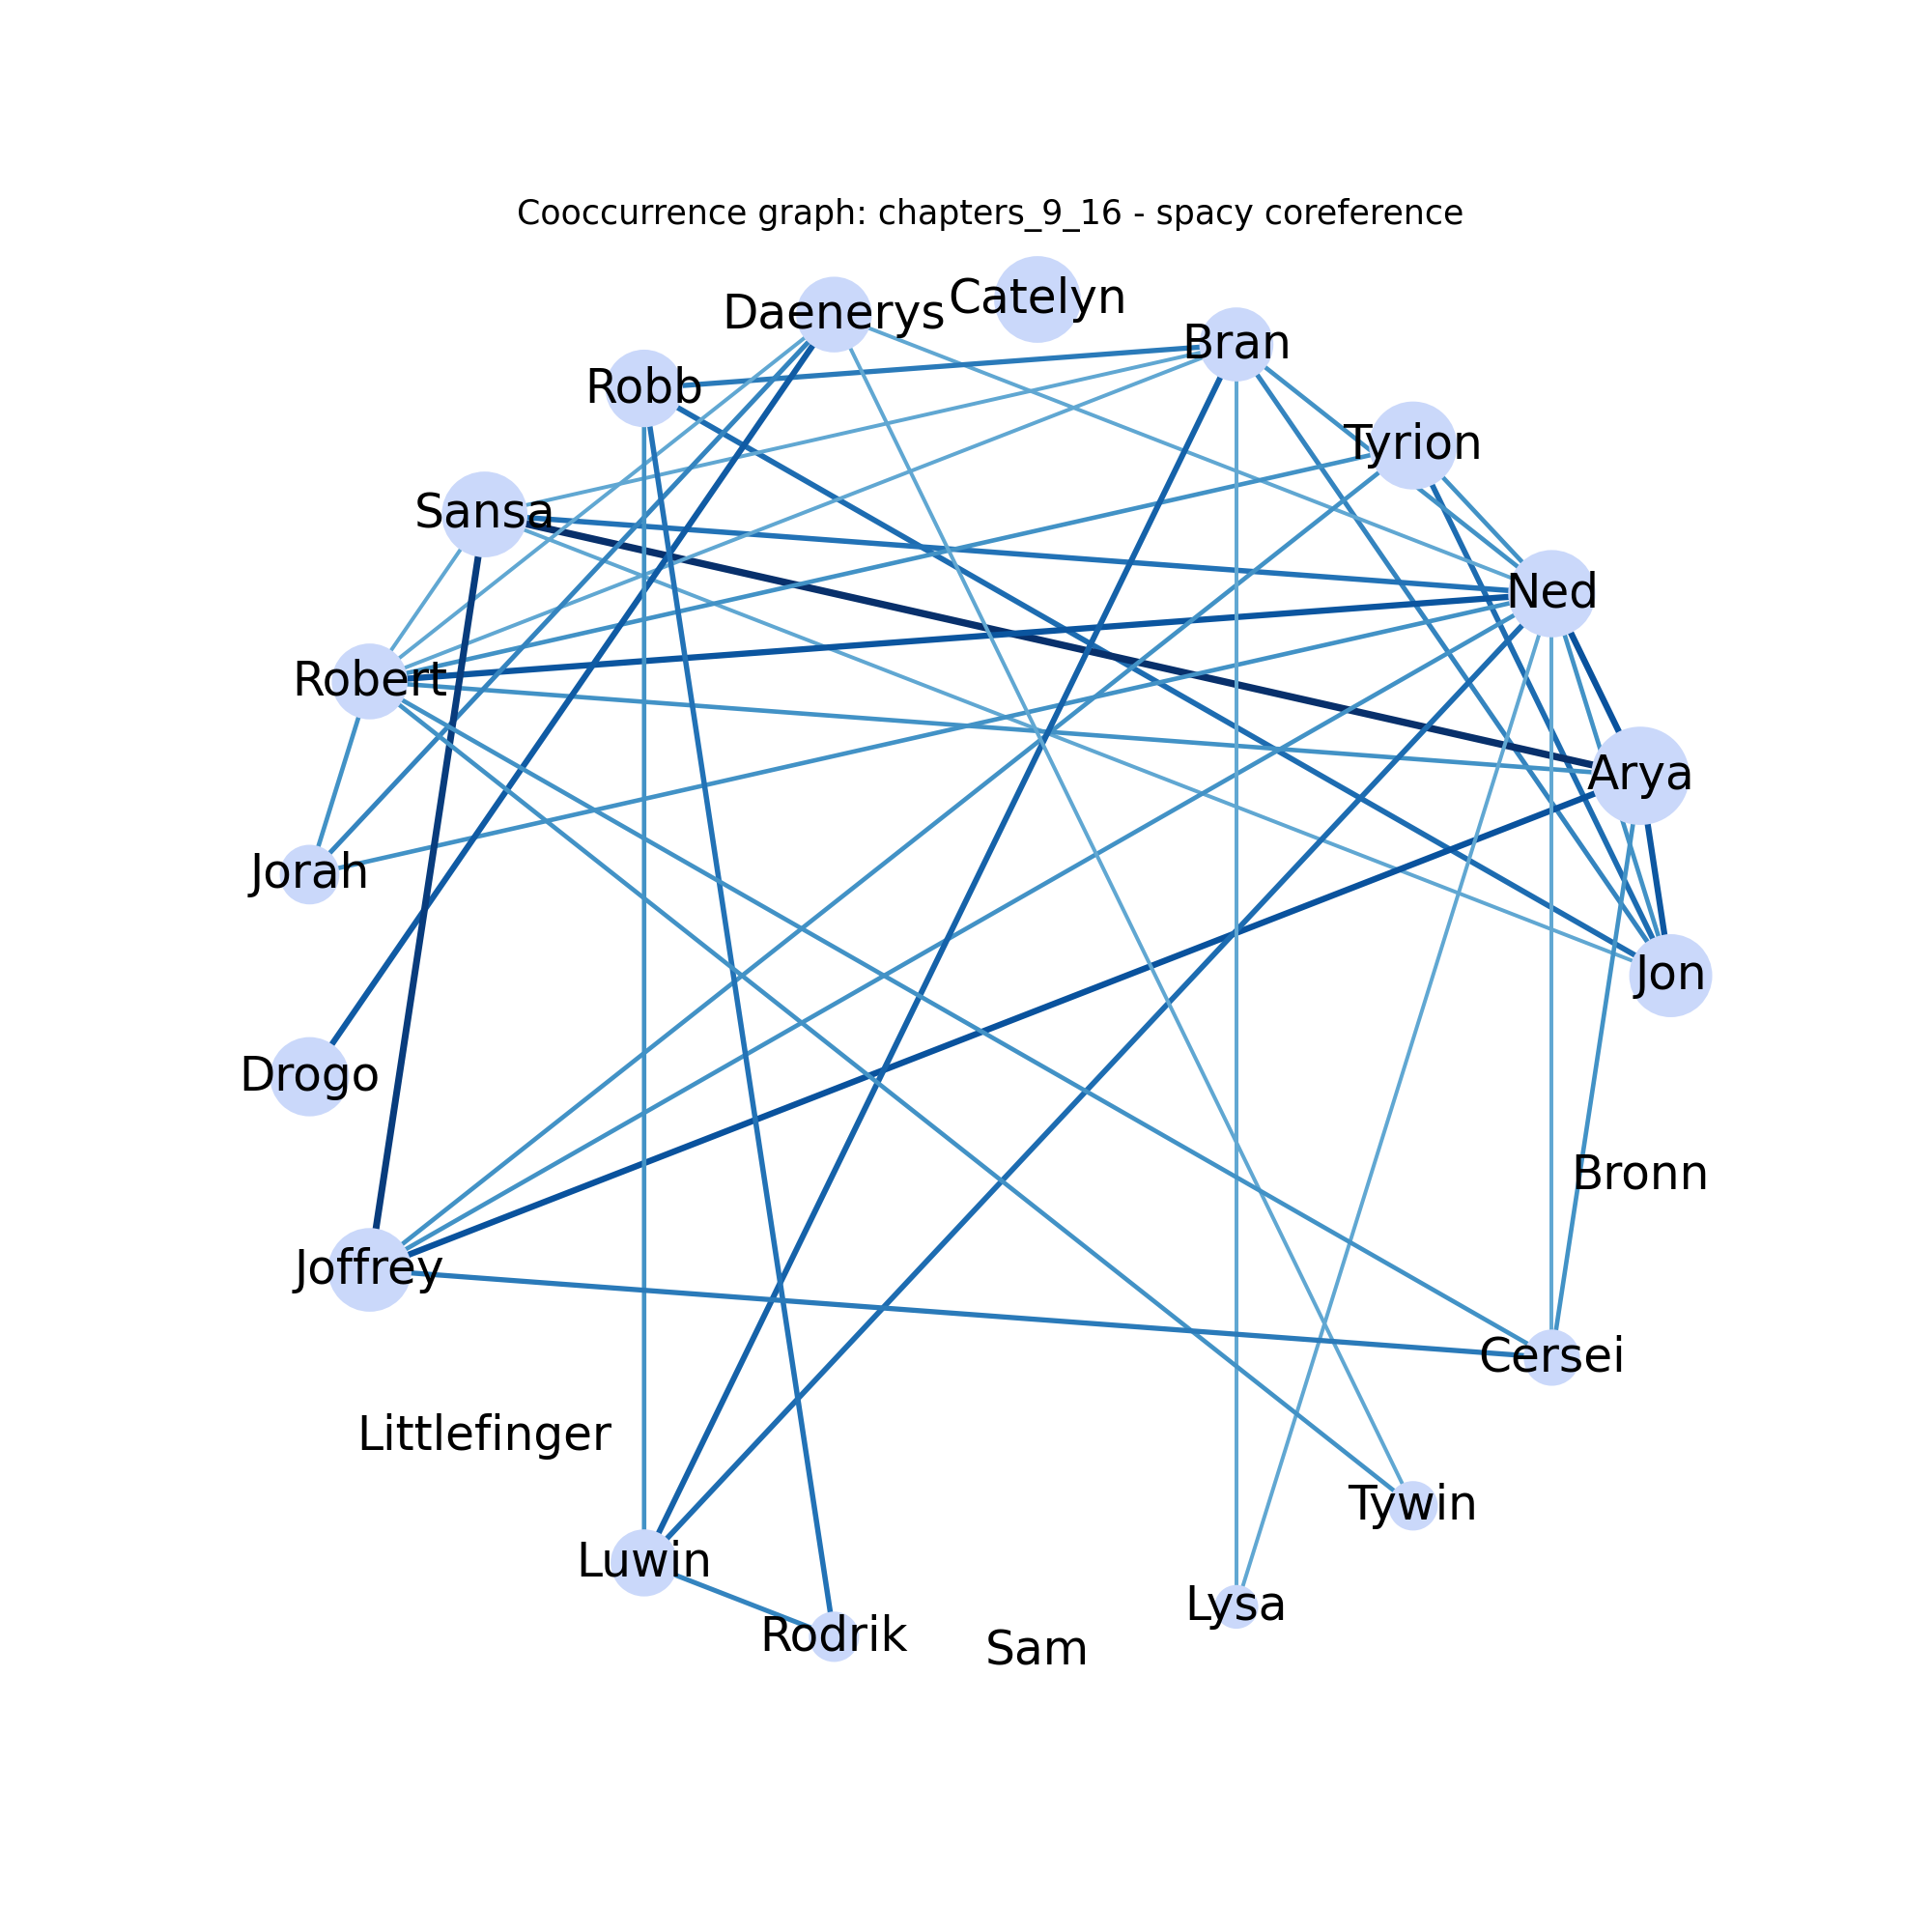 Cooccurrence graph: chapters_9_16 - spacy coreference
Catelyn
Daenerys
Bran
Robb
Tyrion
Sansa
Ned
Robert
Arya
Jorah
Jon
Drogo
Bronn
Joffrey
Cersei
Littlefinger
Tywin
Luwin
Lysa
Rodrik
Sam